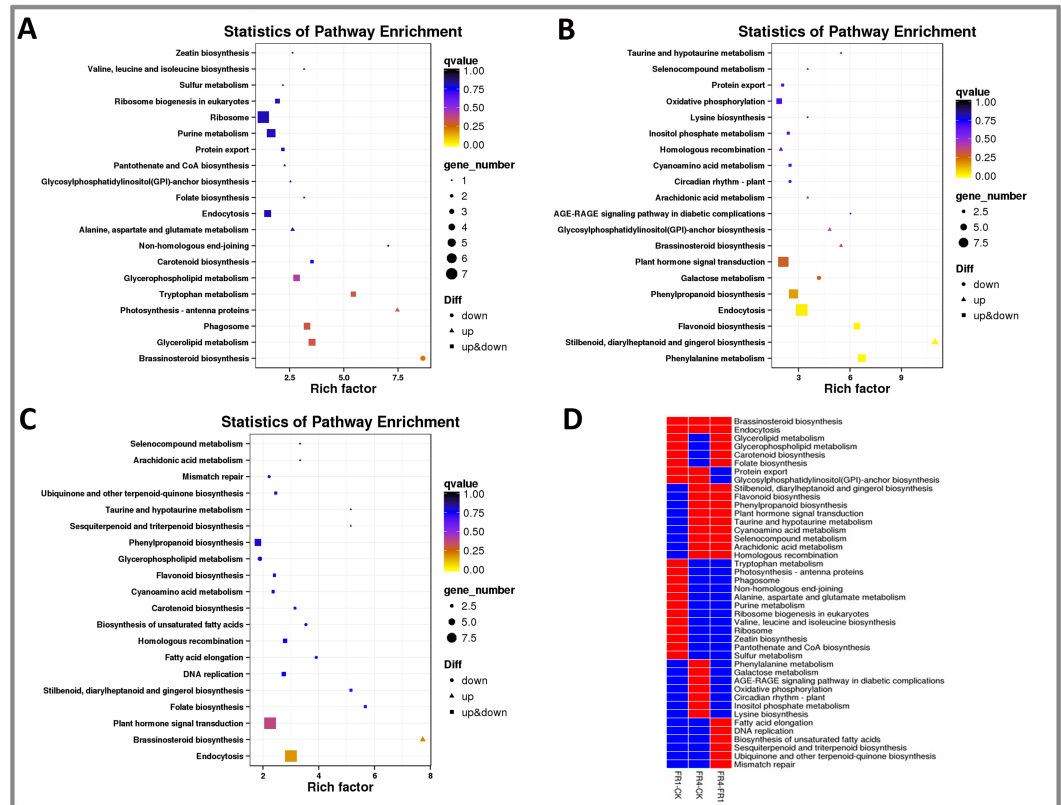 A
Statistics of Pathway Enrichment
Zeatin biosynthesis
Valine, leucine and isoleucine biosynthesis
Sulfur metabolism
Ribosome biogenesis in eukaryotes
Ribosome
Purine metabolism
Protein export
Pantothenate and CoA biosynthesis
Glycosylphosphatidylinositol(GPI)-anchor biosynthesis
Folate biosynthesis
Endocytosis
Alanine, aspartate and glutamate metabolism
Non-homologous end-joining
Carotenoid biosynthesis
Glycerophospholipid metabolism
Tryptophan metabolism
Photosynthesis - antenna proteins
Phagosome
Glycerolipid metabolism
Brassinosteroid biosynthesis
2.5 5.0 7.5
Rich factor
qvalue
1.00
0.75
0.50
0.25
0.00
gene_number
1
2
3
4
5
6
7
Diff
down
up
up&down
B
Statistics of Pathway Enrichment
Taurine and hypotaurine metabolism
Selenocompound metabolism
Protein export
Oxidative phosphorylation
Lysine biosynthesis
Inositol phosphate metabolism
Homologous recombination
Cyanoamino acid metabolism
Circadian rhythm - plant
Arachidonic acid metabolism
AGE-RAGE signaling pathway in diabetic complications
Glycosylphosphatidylinositol(GPI)-anchor biosynthesis
Brassinosteroid biosynthesis
Plant hormone signal transduction
Galactose metabolism
Phenylpropanoid biosynthesis
Endocytosis
Flavonoid biosynthesis
Stilbenoid, diarylheptanoid and gingerol biosynthesis
Phenylalanine metabolism
3 6 9
Rich factor
qvalue
1.00
0.75
0.50
0.25
0.00
gene_number
2.5
5.0
7.5
Diff
down
up
up&down
C
Statistics of Pathway Enrichment
Selenocompound metabolism
Arachidonic acid metabolism
Mismatch repair
Ubiquinone and other terpenoid-quinone biosynthesis
Taurine and hypotaurine metabolism
Sesquiterpenoid and triterpenoid biosynthesis
Phenylpropanoid biosynthesis
Glycerophospholipid metabolism
Flavonoid biosynthesis
Cyanoamino acid metabolism
Carotenoid biosynthesis
Biosynthesis of unsaturated fatty acids
Homologous recombination
Fatty acid elongation
DNA replication
Stilbenoid, diarylheptanoid and gingerol biosynthesis
Folate biosynthesis
Plant hormone signal transduction
Brassinosteroid biosynthesis
Endocytosis
2 4 6 8
Rich factor
qvalue
1.00
0.75
0.50
0.25
0.00
gene_number
2.5
5.0
7.5
Diff
down
up
up&down
D
Brassinosteroid biosynthesis
Endocytosis
Glycerolipid metabolism
Glycerophospholipid metabolism
Carotenoid biosynthesis
Folate biosynthesis
Protein export
Glycosylphosphatidylinositol(GPI)-anchor biosynthesis
Stilbenoid, diarylheptanoid and gingerol biosynthesis
Flavonoid biosynthesis
Phenylpropanoid biosynthesis
Plant hormone signal transduction
Taurine and hypotaurine metabolism
Cyanoamino acid metabolism
Selenocompound metabolism
Arachidonic acid metabolism
Homologous recombination
Tryptophan metabolism
Photosynthesis - antenna proteins
Phagosome
Non-homologous end-joining
Alanine, aspartate and glutamate metabolism
Purine metabolism
Ribosome biogenesis in eukaryotes
Valine, leucine and isoleucine biosynthesis
Ribosome
Zeatin biosynthesis
Pantothenate and CoA biosynthesis
Sulfur metabolism
Phenylalanine metabolism
Galactose metabolism
AGE-RAGE signaling pathway in diabetic complications
Oxidative phosphorylation
Circadian rhythm - plant
Inositol phosphate metabolism
Lysine biosynthesis
Fatty acid elongation
DNA replication
Biosynthesis of unsaturated fatty acids
Sesquiterpenoid and triterpenoid biosynthesis
Ubiquinone and other terpenoid-quinone biosynthesis
Mismatch repair
FR1-CK
FR4-CK
FR4-FR1